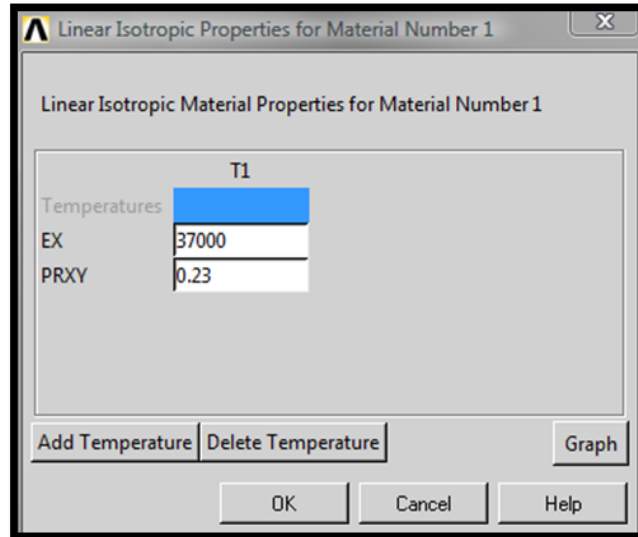 Linear Isotropic Properties for Material Number 1
Linear Isotropic Material Properties for Material Number 1
T1
Temperatures
EX 37000
PRXY 0.23
Add Temperature Delete Temperature Graph
OK Cancel Help